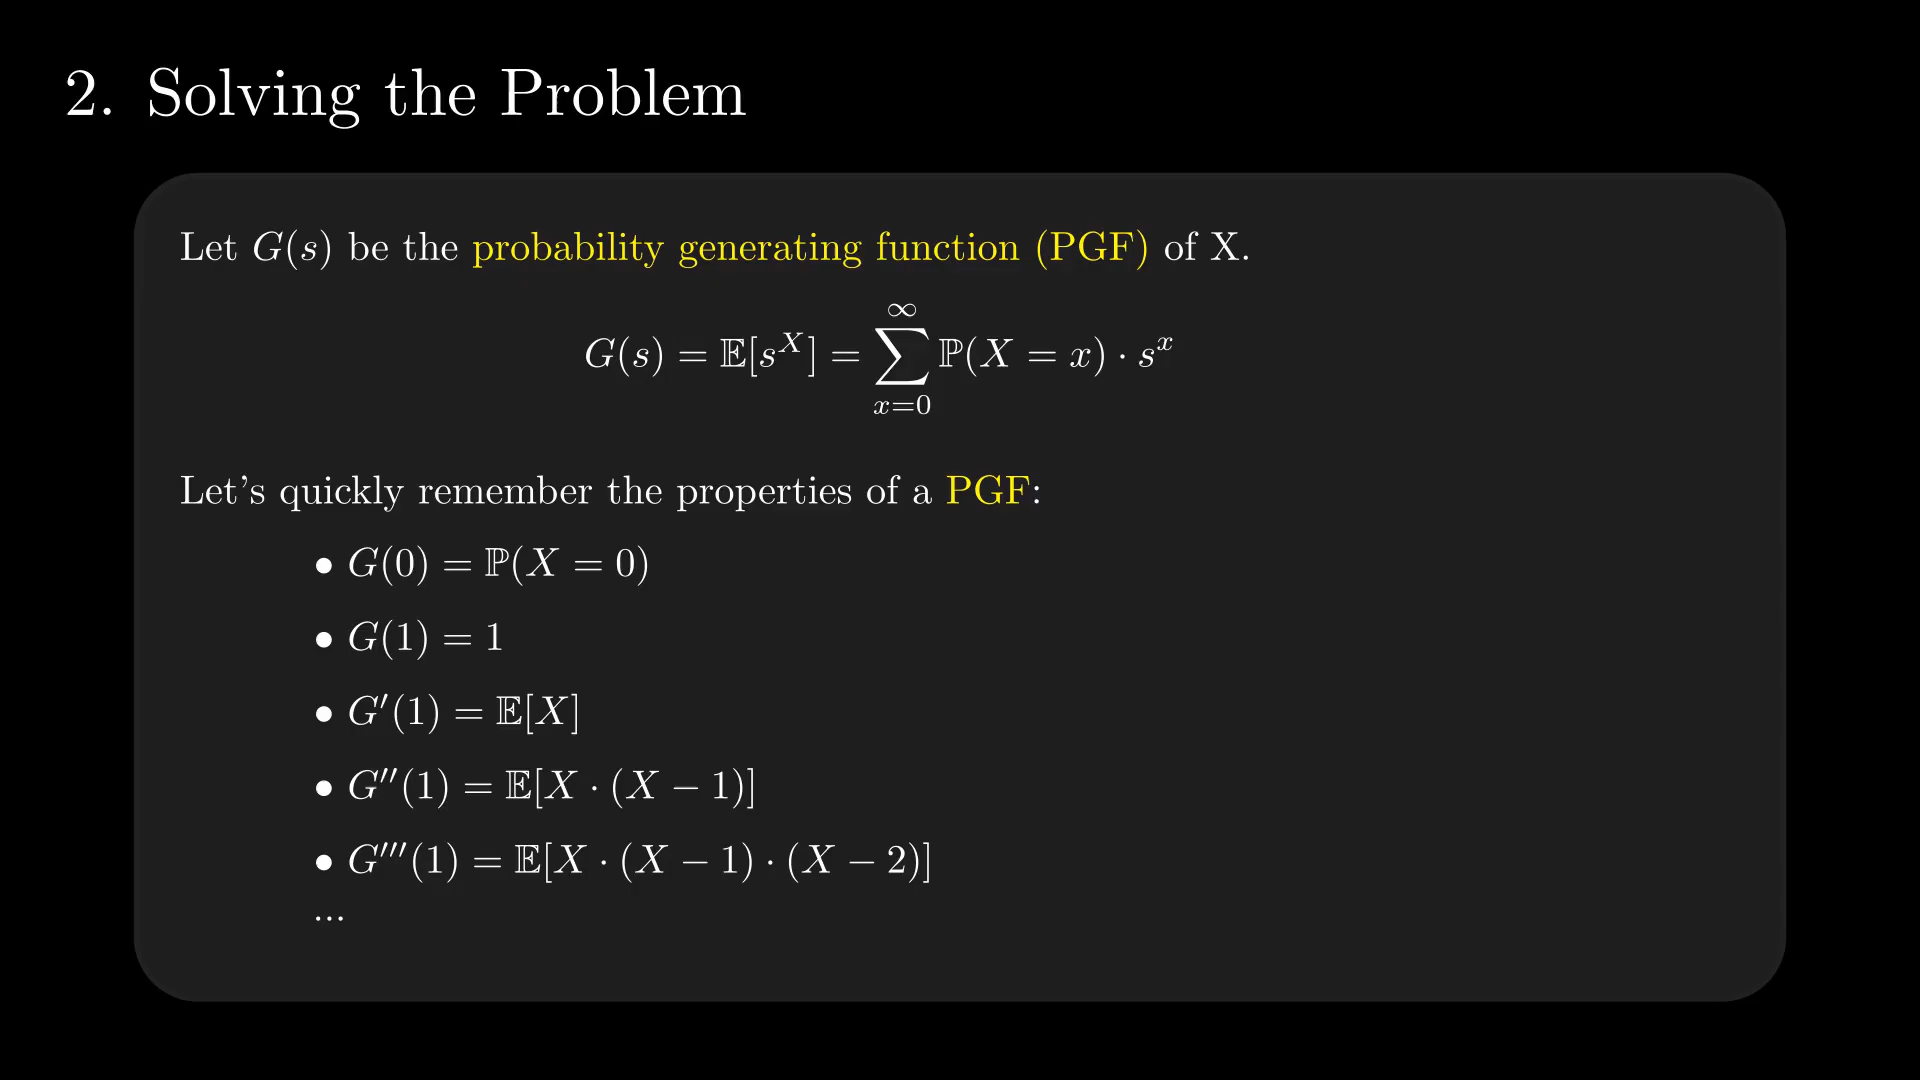 2. Solving the Problem
Let G(s) be the probability generating function (PGF) of X.
G(s) = 𝔼[s^X] = ∑_{x=0}^{∞} ℙ(X = x) · s^x
Let's quickly remember the properties of a PGF:
• G(0) = ℙ(X = 0)
• G(1) = 1
• G′(1) = 𝔼[X]
• G″(1) = 𝔼[X · (X − 1)]
• G‴(1) = 𝔼[X · (X − 1) · (X − 2)]
...